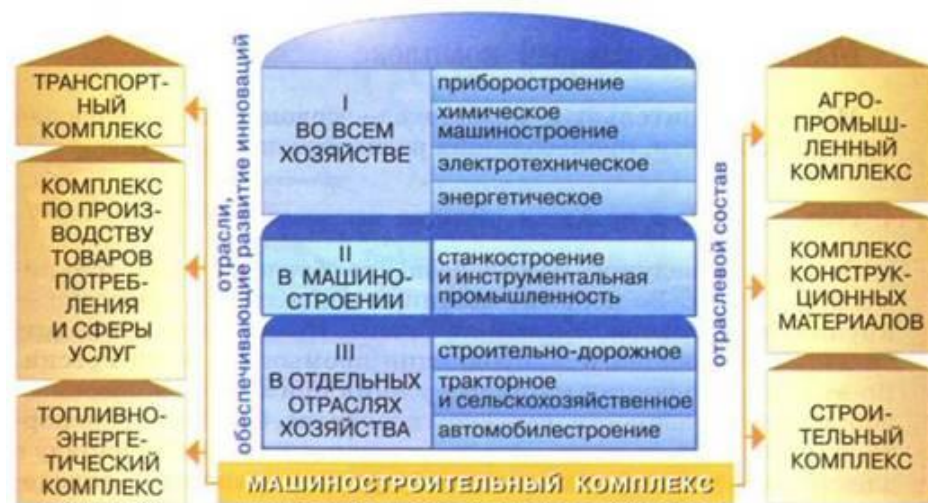 ТРАНСПОРТ-
НЫЙ
КОМПЛЕКС
КОМПЛЕКС
ПО ПРОИЗ-
ВОДСТВУ
ТОВАРОВ
ПОТРЕБ-
ЛЕНИЯ
И СФЕРЫ
УСЛУГ
ТОПЛИВНО-
ЭНЕРГЕ-
ТИЧЕСКИЙ
КОМПЛЕКС
отрасли,
обеспечивающие развитие инноваций
I
ВО ВСЕМ
ХОЗЯЙСТВЕ
приборостроение
химическое
машиностроение
электротехническое
энергетическое
II
В МАШИНО-
СТРОЕНИИ
станкостроение
и инструментальная
промышленность
III
В ОТДЕЛЬНЫХ
ОТРАСЛЯХ
ХОЗЯЙСТВА
строительно-дорожное
тракторное
и сельскохозяйственное
автомобилестроение
отраслевой состав
АГРО-
ПРОМЫШ-
ЛЕННЫЙ
КОМПЛЕКС
КОМПЛЕКС
КОНСТРУК-
ЦИОННЫХ
МАТЕРИАЛОВ
СТРОИ-
ТЕЛЬНЫЙ
КОМПЛЕКС
МАШИНОСТРОИТЕЛЬНЫЙ КОМПЛЕКС